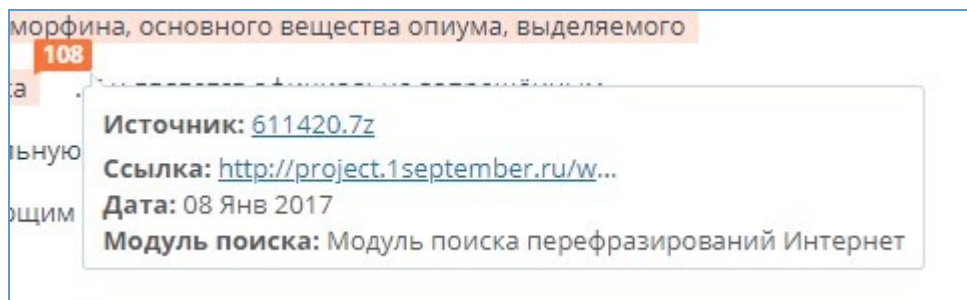 морфина, основного вещества опиума, выделяемого
108
ка
Источник: 611420.7z
льную
Ссылка: http://project.1september.ru/w...
ющим
Дата: 08 Янв 2017
Модуль поиска: Модуль поиска перефразирований Интернет